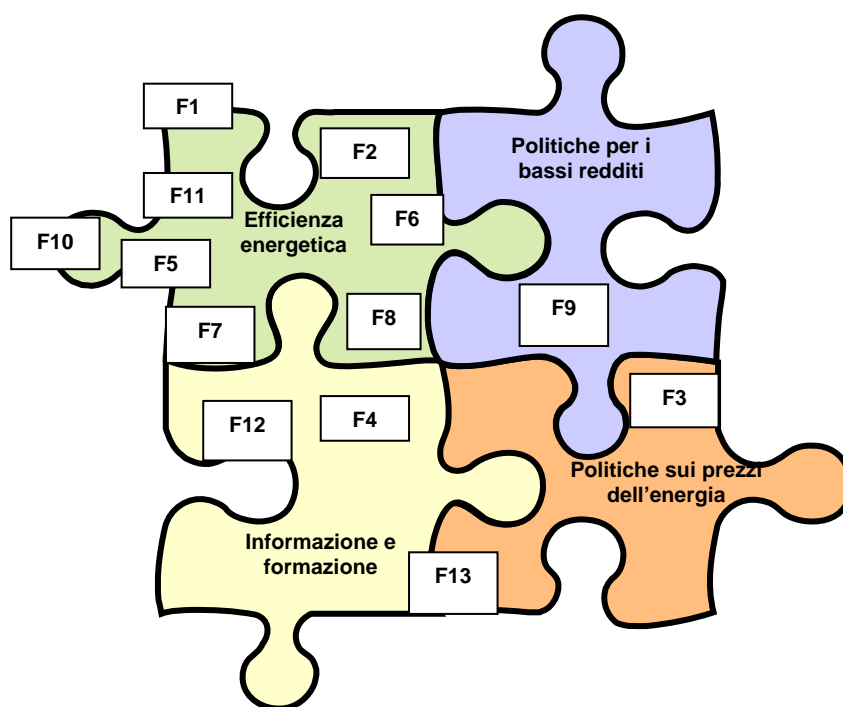 F1
F2
Politiche per i
bassi redditi
F11
F6
Efficienza
energetica
F10
F5
F9
F8
F7
F3
F4
F12
Politiche sui prezzi
dell'energia
Informazione e
formazione
F13